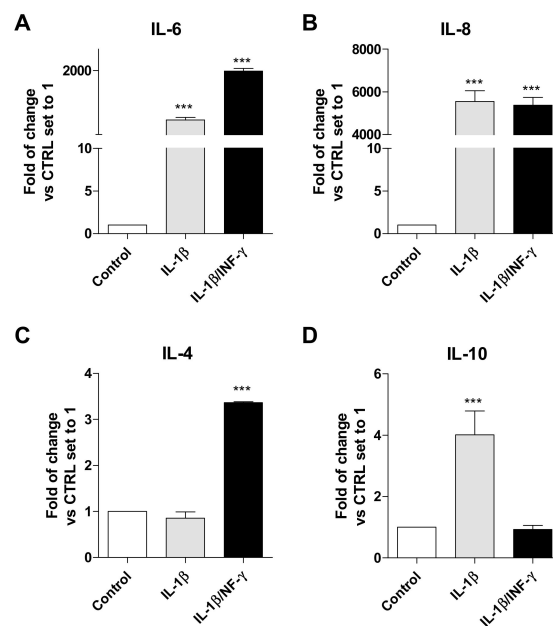 A
IL-6
Fold of change
vs CTRL set to 1
2000
10
5
0
***
***
Control
IL-1β
IL-1β/INF-γ
B
IL-8
Fold of change
vs CTRL set to 1
8000
6000
4000
10
5
0
***
***
Control
IL-1β
IL-1β/INF-γ
C
IL-4
Fold of change
vs CTRL set to 1
4
3
2
1
0
***
Control
IL-1β
IL-1β/NF-γ
D
IL-10
Fold of change
vs CTRL set to 1
6
4
2
0
***
Control
IL-1β
IL-1β/INF-γ